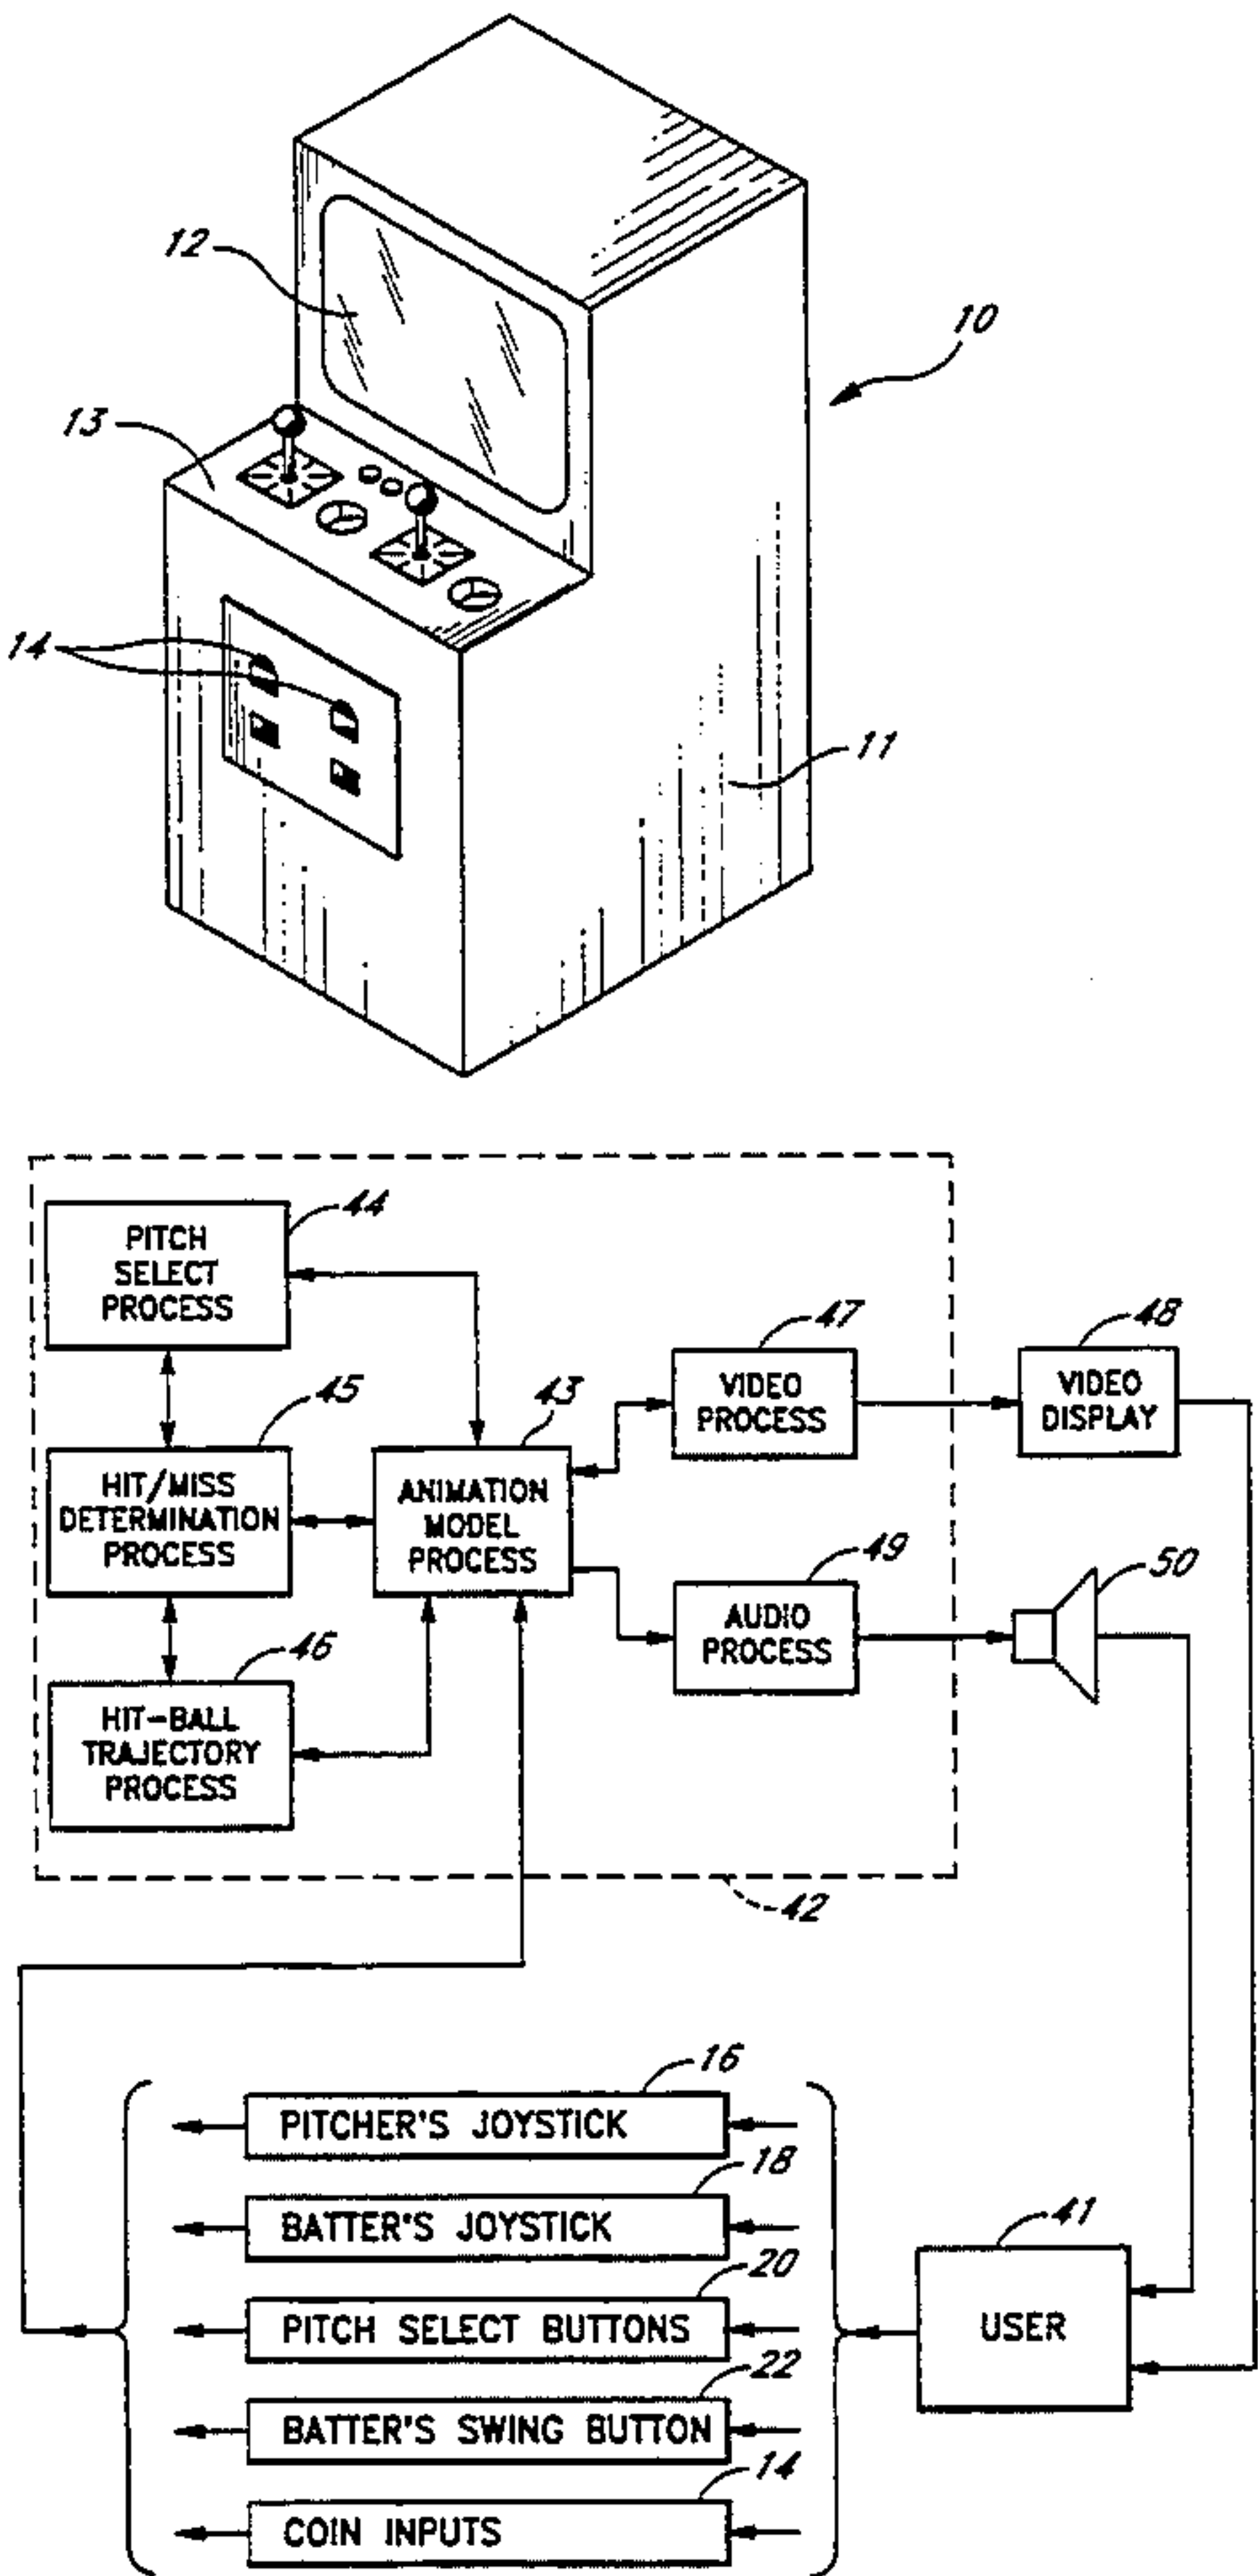 12
10
13
14
11
44
PITCH
SELECT
PROCESS
47
48
VIDEO
PROCESS
VIDEO
DISPLAY
45
43
HIT/MISS
DETERMINATION
PROCESS
ANIMATION
MODEL
PROCESS
49
50
AUDIO
PROCESS
46
HIT-BALL
TRAJECTORY
PROCESS
42
16
PITCHER'S JOYSTICK
18
BATTER'S JOYSTICK
20
PITCH SELECT BUTTONS
22
BATTER'S SWING BUTTON
14
COIN INPUTS
41
USER